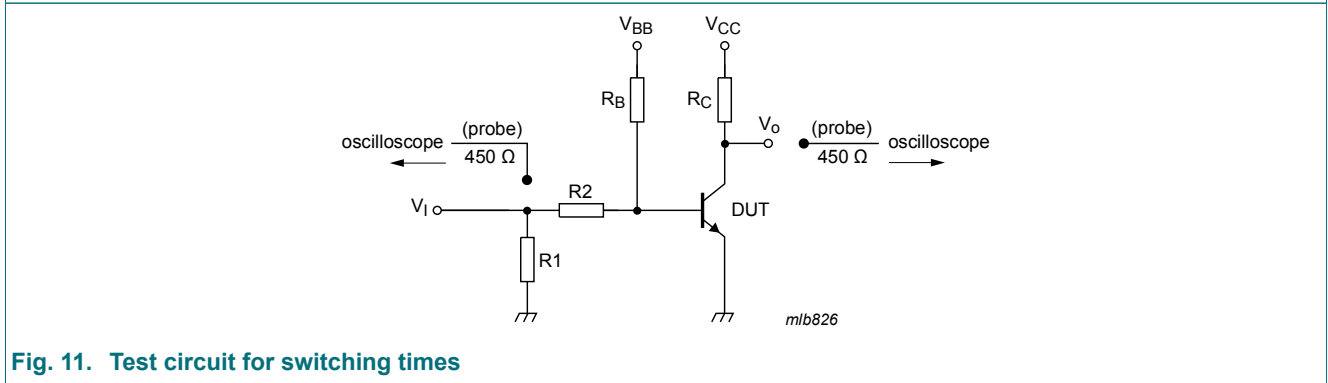 VBB VCC
RB RC
oscilloscope (probe) 450 Ω
Vo (probe) 450 Ω oscilloscope
R2
VI DUT
R1
mlb826
Fig. 11. Test circuit for switching times